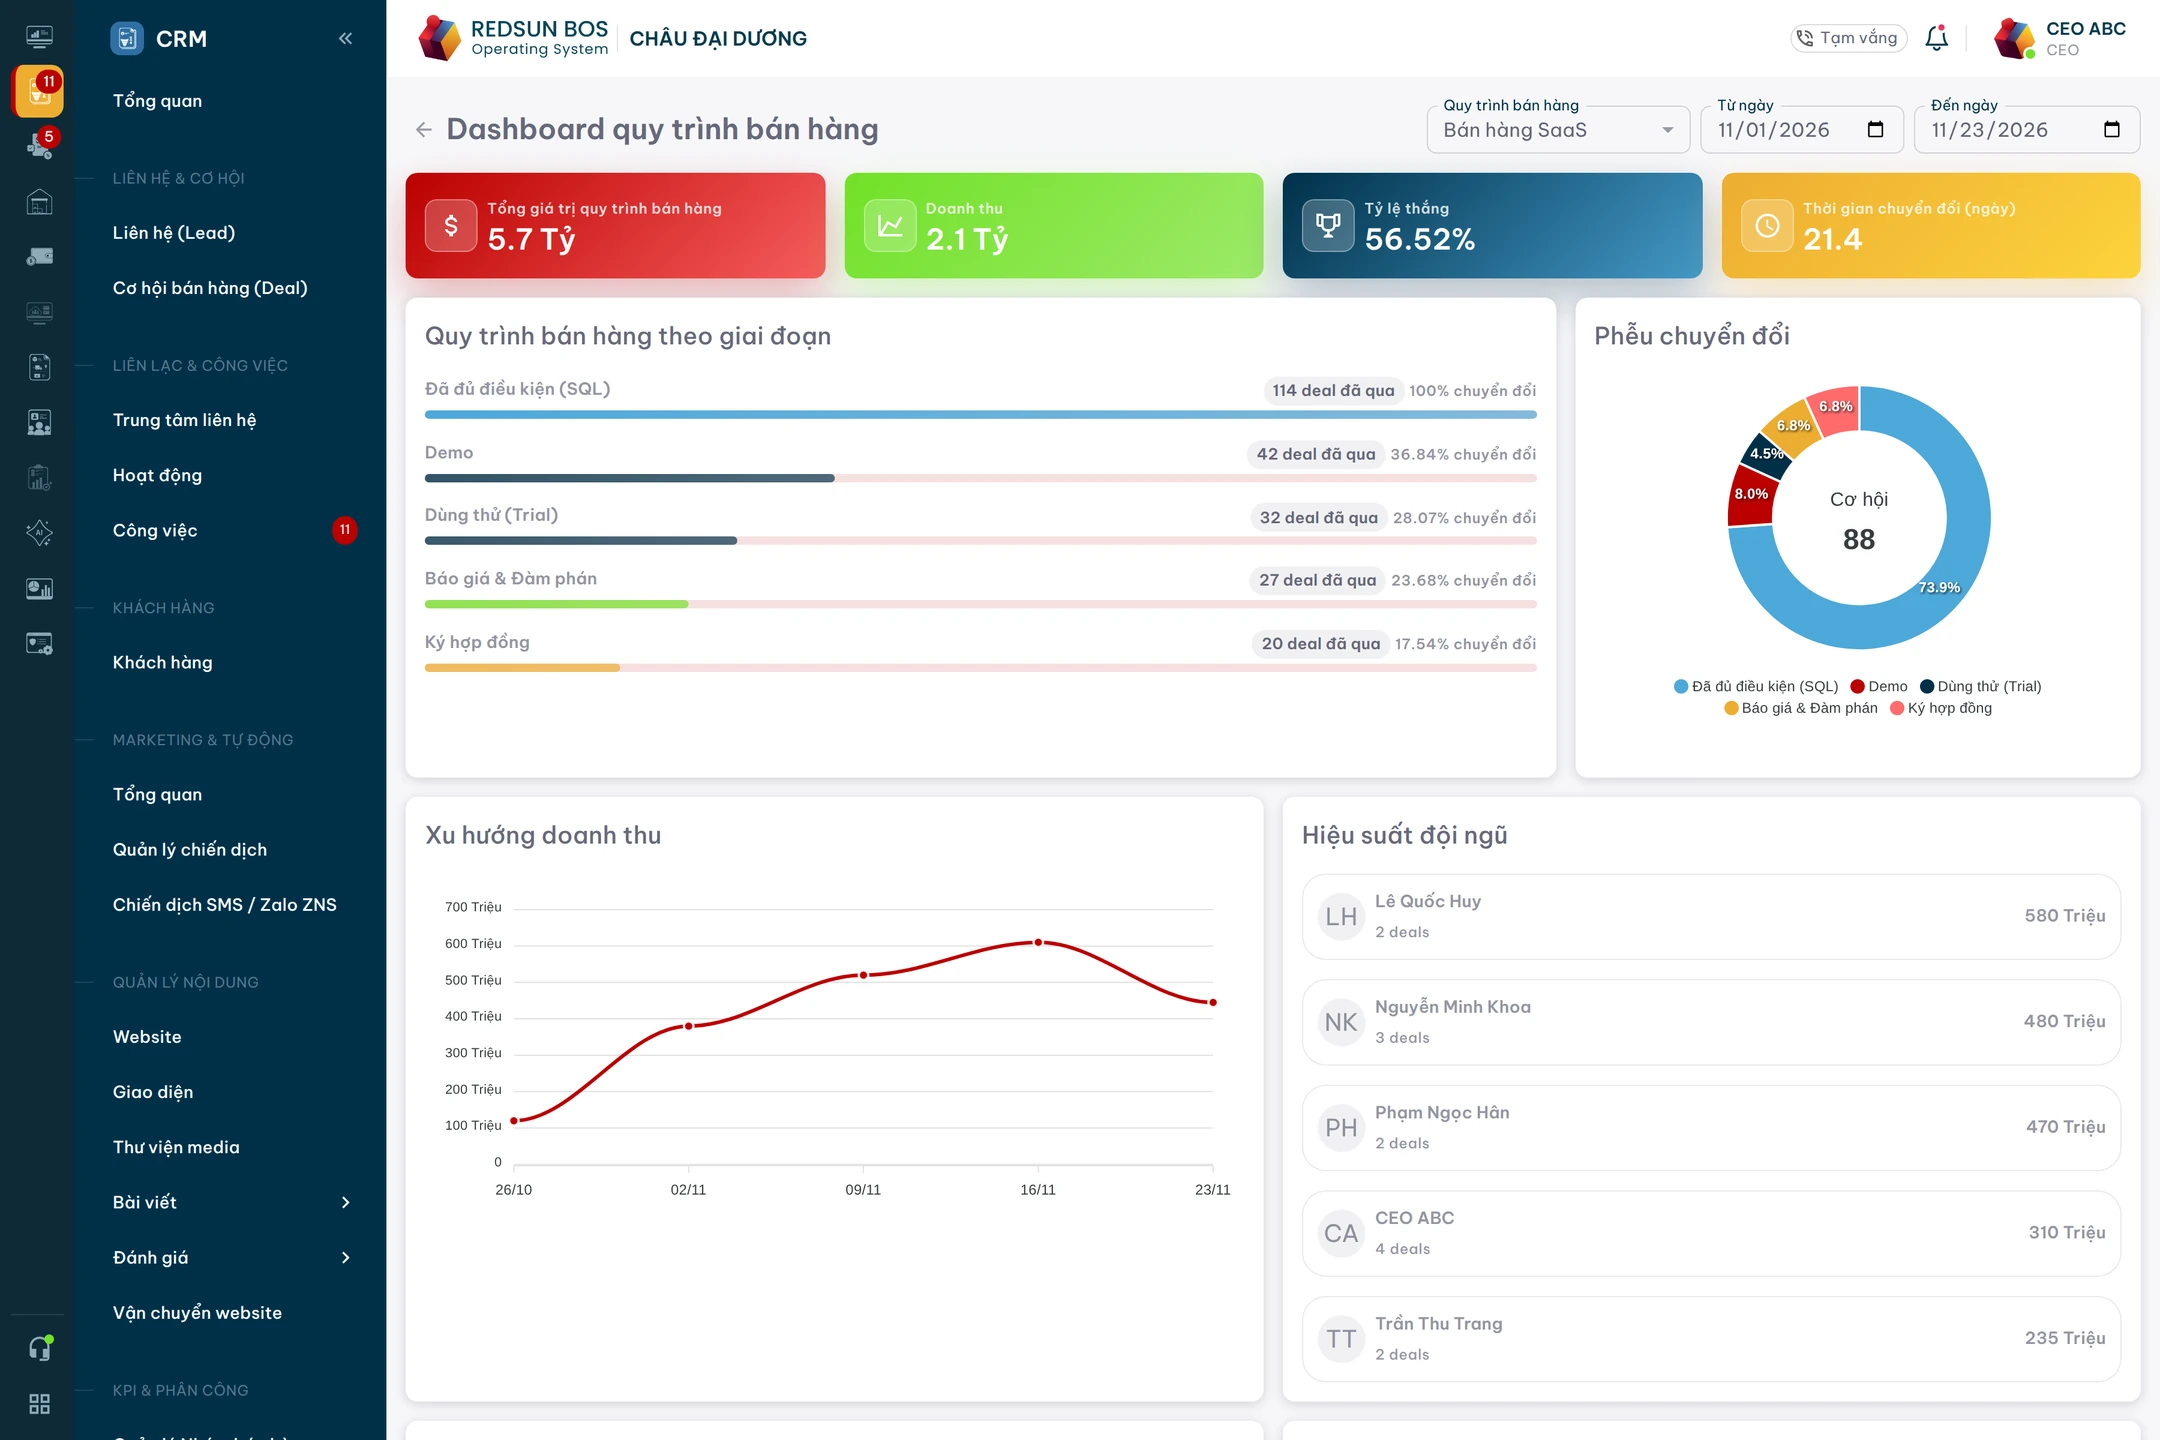 CRM
11
5
Tổng quan
LIÊN HỆ & CƠ HỘI
Liên hệ (Lead)
Cơ hội bán hàng (Deal)
LIÊN LẠC & CÔNG VIỆC
Trung tâm liên hệ
Hoạt động
Công việc
11
KHÁCH HÀNG
Khách hàng
MARKETING & TỰ ĐỘNG
Tổng quan
Quản lý chiến dịch
Chiến dịch SMS / Zalo ZNS
QUẢN LÝ NỘI DUNG
Website
Giao diện
Thư viện media
Bài viết
Đánh giá
Vận chuyển website
KPI & PHÂN CÔNG
REDSUN BOS
Operating System
CHÂU ĐẠI DƯƠNG
Tạm vắng
CEO ABC
CEO
Dashboard quy trình bán hàng
Quy trình bán hàng
Bán hàng SaaS
Từ ngày
11/01/2026
Đến ngày
11/23/2026
Tổng giá trị quy trình bán hàng
5.7 Tỷ
Doanh thu
2.1 Tỷ
Tỷ lệ thắng
56.52%
Thời gian chuyển đổi (ngày)
21.4
Quy trình bán hàng theo giai đoạn
Đã đủ điều kiện (SQL)
114 deal đã qua 100% chuyển đổi
Demo
42 deal đã qua 36.84% chuyển đổi
Dùng thử (Trial)
32 deal đã qua 28.07% chuyển đổi
Báo giá & Đàm phán
27 deal đã qua 23.68% chuyển đổi
Ký hợp đồng
20 deal đã qua 17.54% chuyển đổi
Phễu chuyển đổi
6.8%
6.8%
4.5%
8.0%
73.9%
Cơ hội
88
Đã đủ điều kiện (SQL) Demo Dùng thử (Trial)
Báo giá & Đàm phán Ký hợp đồng
Xu hướng doanh thu
700 Triệu
600 Triệu
500 Triệu
400 Triệu
300 Triệu
200 Triệu
100 Triệu
0
26/10 02/11 09/11 16/11 23/11
Hiệu suất đội ngũ
LH
Lê Quốc Huy
2 deals
580 Triệu
NK
Nguyễn Minh Khoa
3 deals
480 Triệu
PH
Phạm Ngọc Hân
2 deals
470 Triệu
CA
CEO ABC
4 deals
310 Triệu
TT
Trần Thu Trang
2 deals
235 Triệu